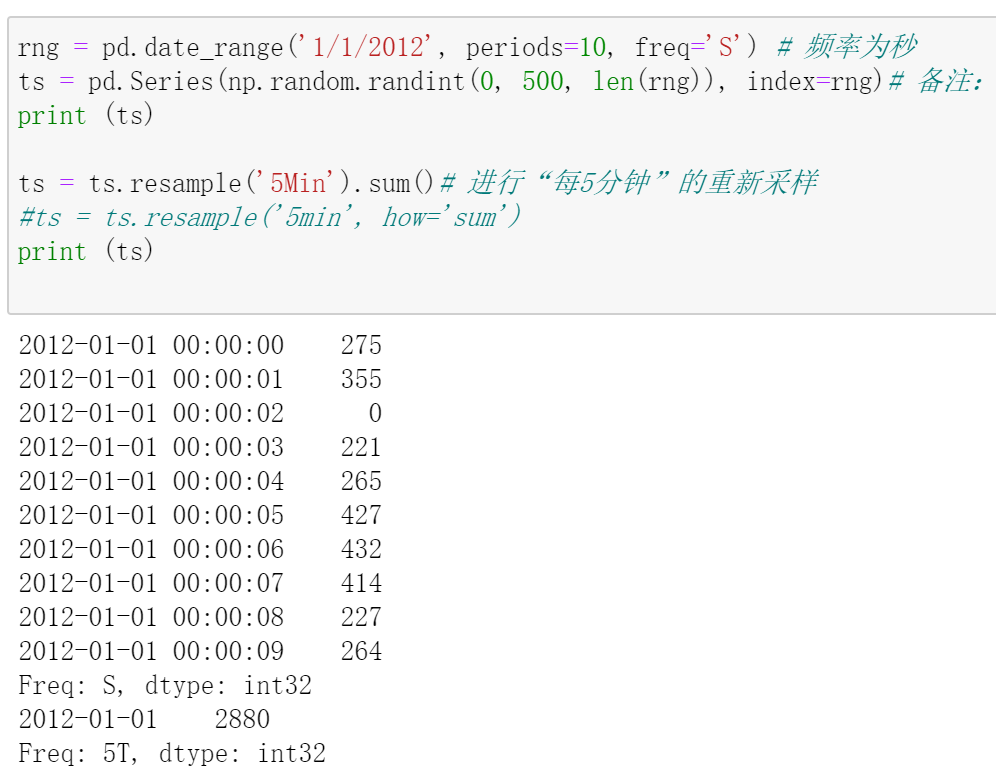 rng = pd.date_range('1/1/2012', periods=10, freq='S') # 频率为秒
ts = pd.Series(np.random.randint(0, 500, len(rng)), index=rng)# 备注:
print (ts)
ts = ts.resample('5Min').sum()# 进行“每5分钟”的重新采样
#ts = ts.resample('5min', how='sum')
print (ts)
2012-01-01 00:00:00    275
2012-01-01 00:00:01    355
2012-01-01 00:00:02      0
2012-01-01 00:00:03    221
2012-01-01 00:00:04    265
2012-01-01 00:00:05    427
2012-01-01 00:00:06    432
2012-01-01 00:00:07    414
2012-01-01 00:00:08    227
2012-01-01 00:00:09    264
Freq: S, dtype: int32
2012-01-01    2880
Freq: 5T, dtype: int32